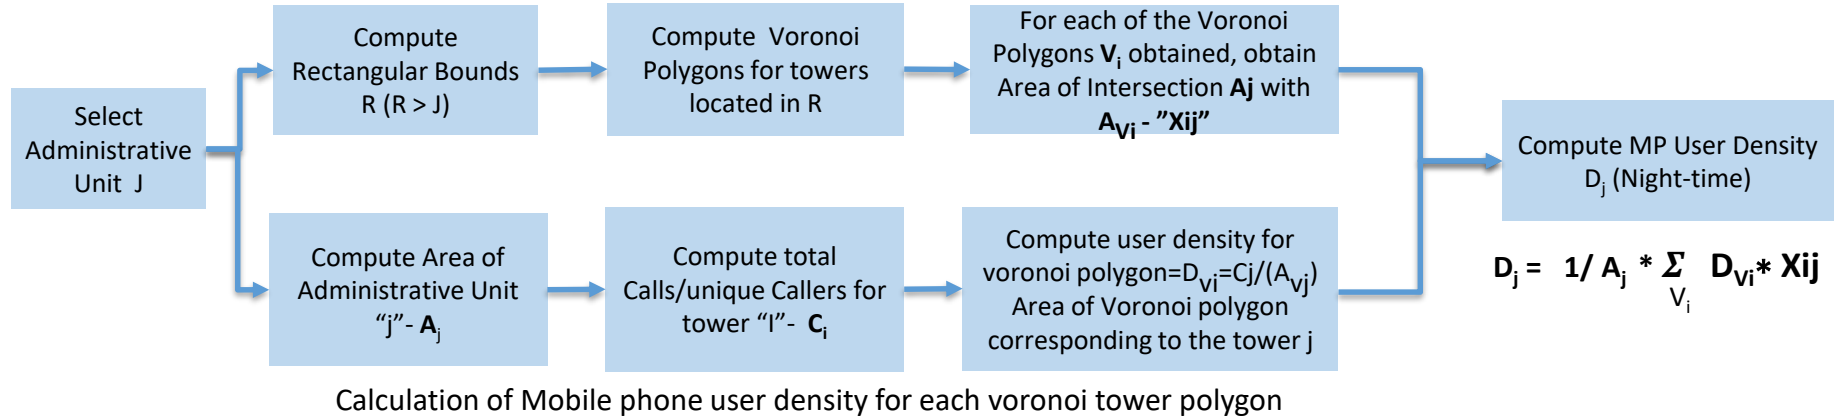 Select
Administrative
Unit J
Compute
Rectangular Bounds
R (R > J)
Compute Voronoi
Polygons for towers
located in R
For each of the Voronoi
Polygons Vi obtained, obtain
Area of Intersection Aj with
AVi - ”Xij”
Compute Area of
Administrative Unit
“j”- Aj
Compute total
Calls/unique Callers for
tower “I”- Ci
Compute user density for
voronoi polygon=DVi=Cj/(AVj)
Area of Voronoi polygon
corresponding to the tower j
Compute MP User Density
Dj (Night-time)
Dj = 1/ Aj * Σ DVi* Xij
Vi
Calculation of Mobile phone user density for each voronoi tower polygon